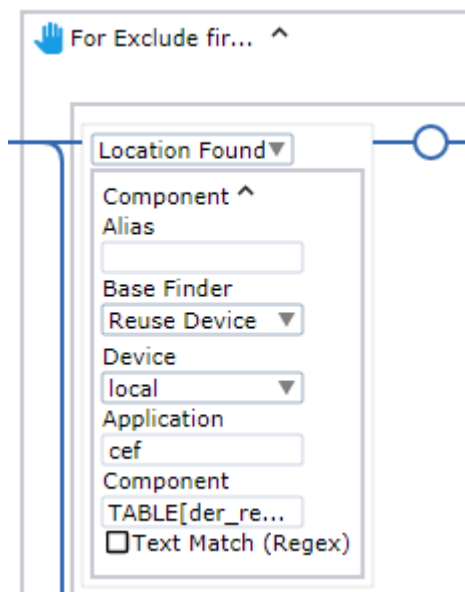 For Exclude fir...
Location Found
Component
Alias
Base Finder
Reuse Device
Device
local
Application
cef
Component
TABLE[der_re...
Text Match (Regex)